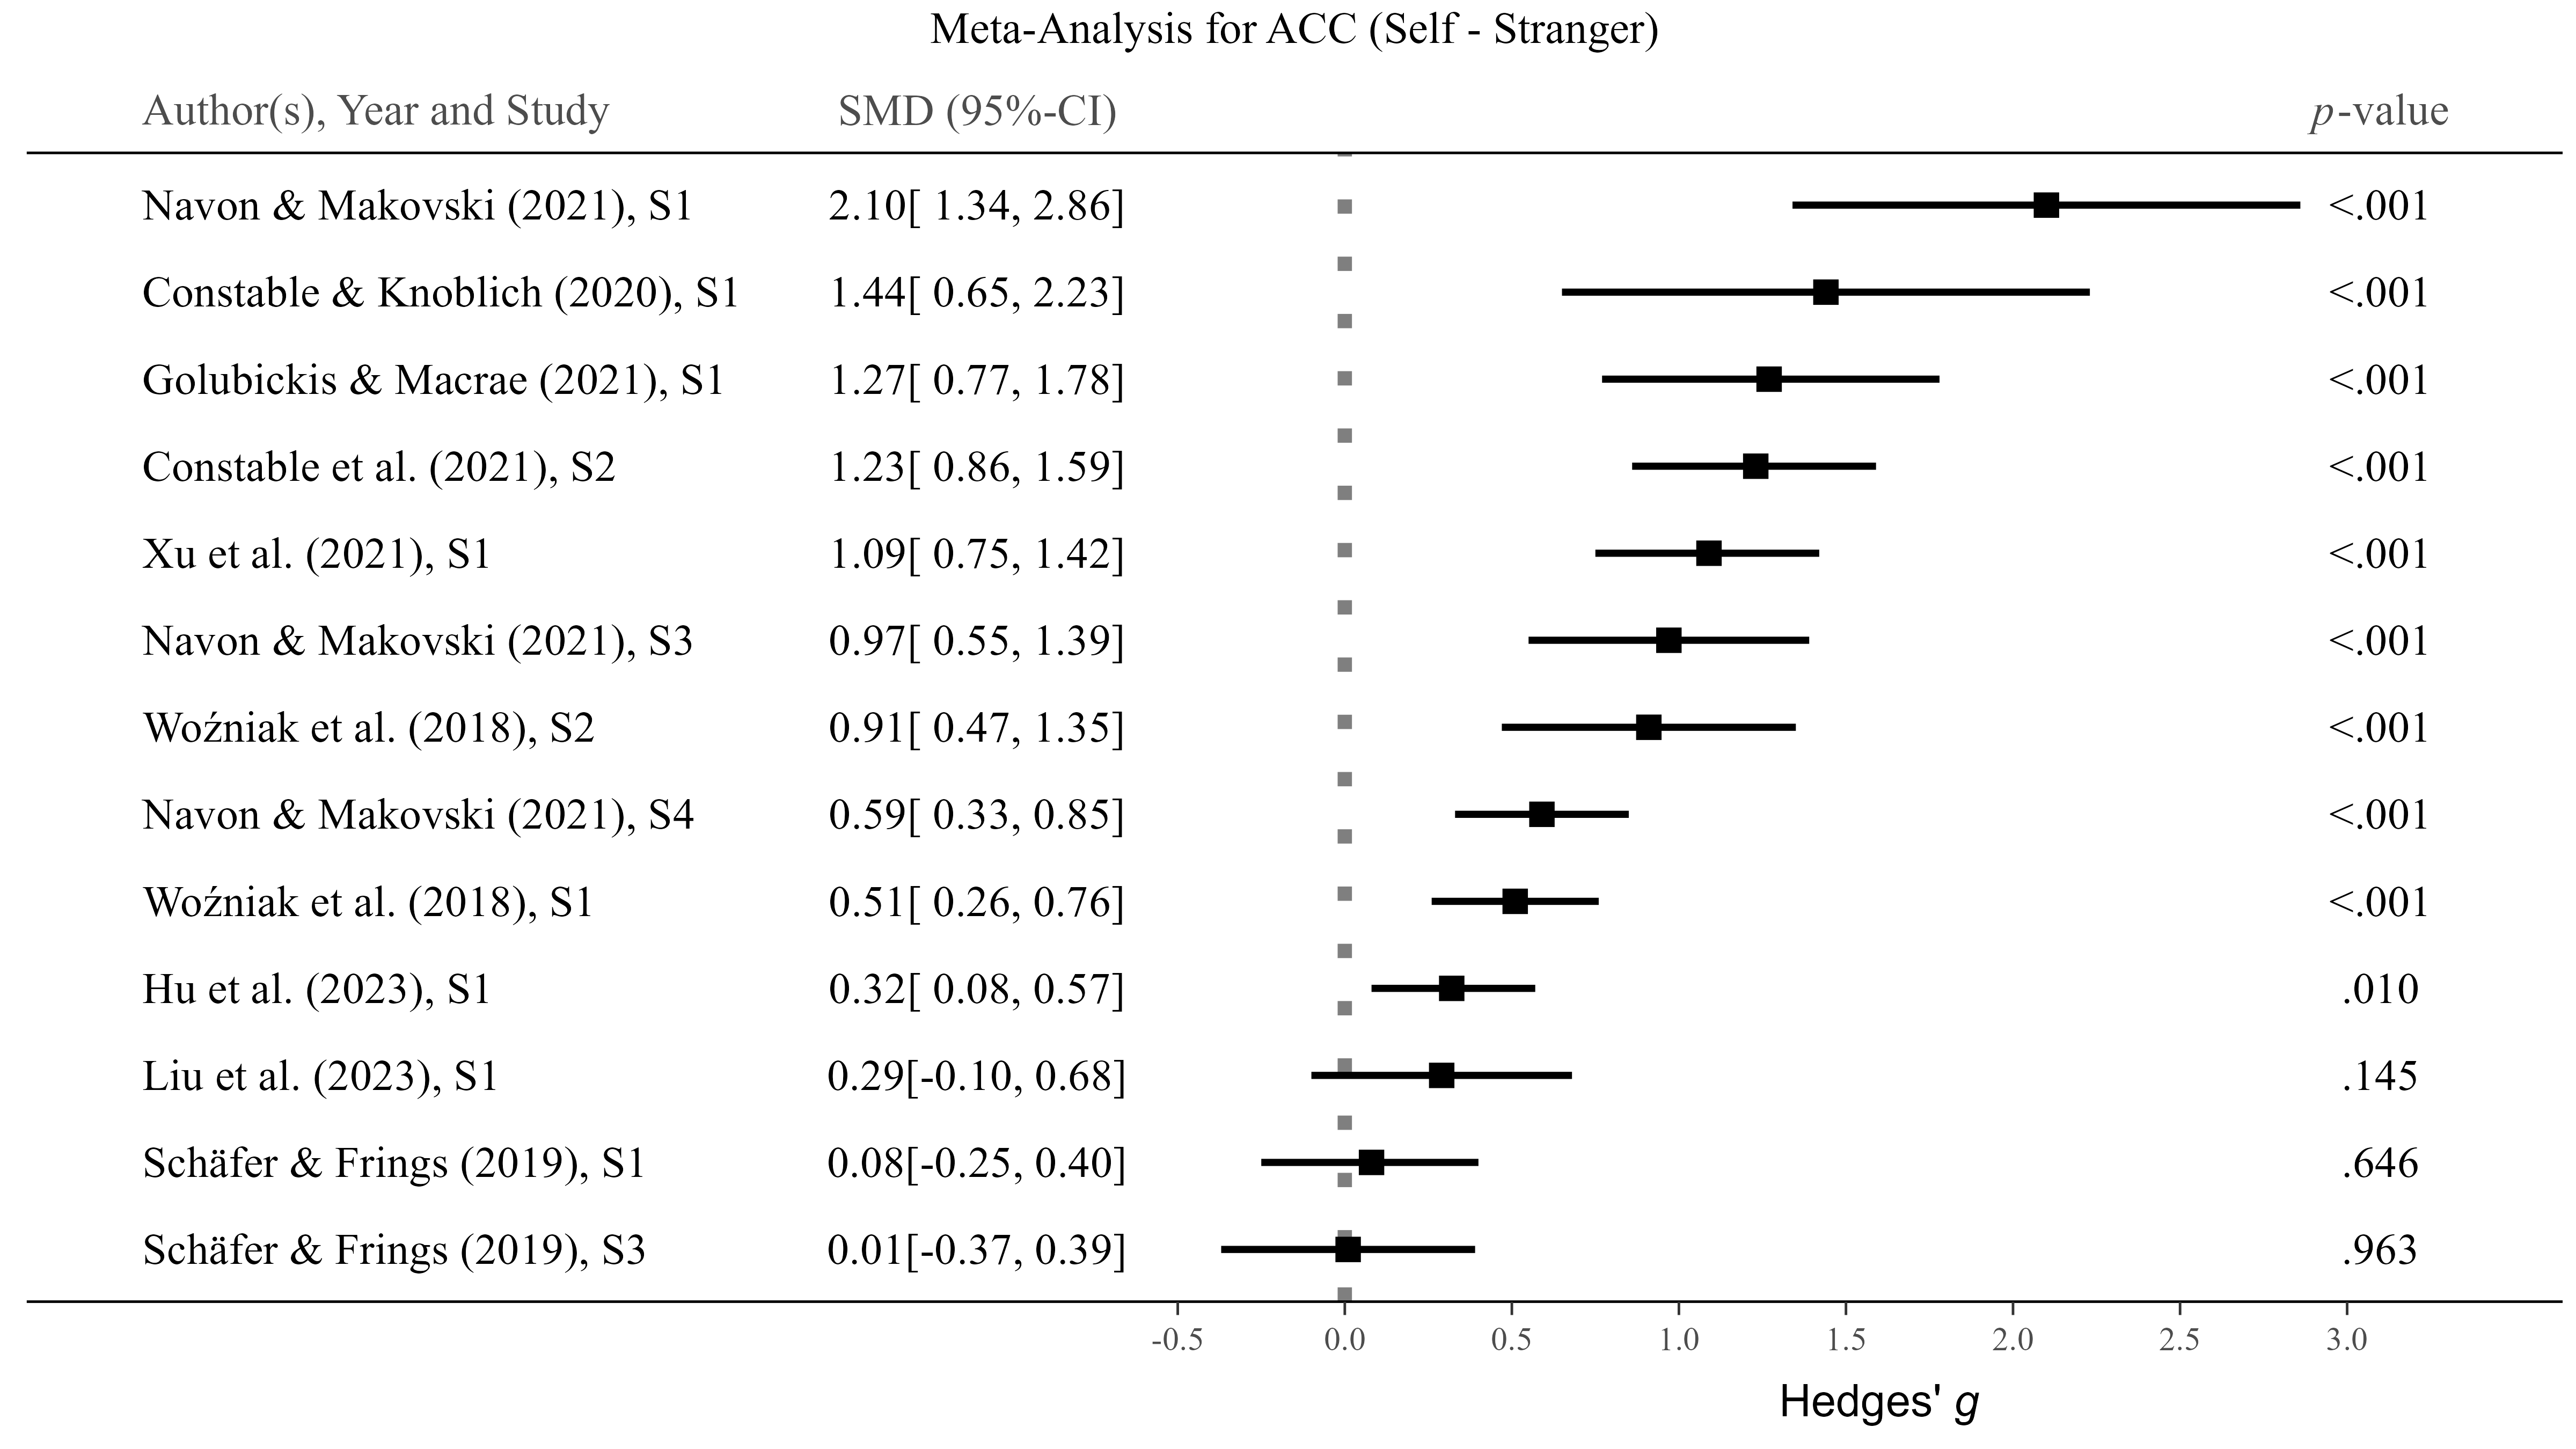 Meta-Analysis for ACC (Self - Stranger)
Author(s), Year and Study SMD (95%-CI) p-value
Navon & Makovski (2021), S1 2.10[ 1.34, 2.86] <.001
Constable & Knoblich (2020), S1 1.44[ 0.65, 2.23] <.001
Golubickis & Macrae (2021), S1 1.27[ 0.77, 1.78] <.001
Constable et al. (2021), S2 1.23[ 0.86, 1.59] <.001
Xu et al. (2021), S1 1.09[ 0.75, 1.42] <.001
Navon & Makovski (2021), S3 0.97[ 0.55, 1.39] <.001
Woźniak et al. (2018), S2 0.91[ 0.47, 1.35] <.001
Navon & Makovski (2021), S4 0.59[ 0.33, 0.85] <.001
Woźniak et al. (2018), S1 0.51[ 0.26, 0.76] <.001
Hu et al. (2023), S1 0.32[ 0.08, 0.57] .010
Liu et al. (2023), S1 0.29[-0.10, 0.68] .145
Schäfer & Frings (2019), S1 0.08[-0.25, 0.40] .646
Schäfer & Frings (2019), S3 0.01[-0.37, 0.39] .963
-0.5 0.0 0.5 1.0 1.5 2.0 2.5 3.0
Hedges' g